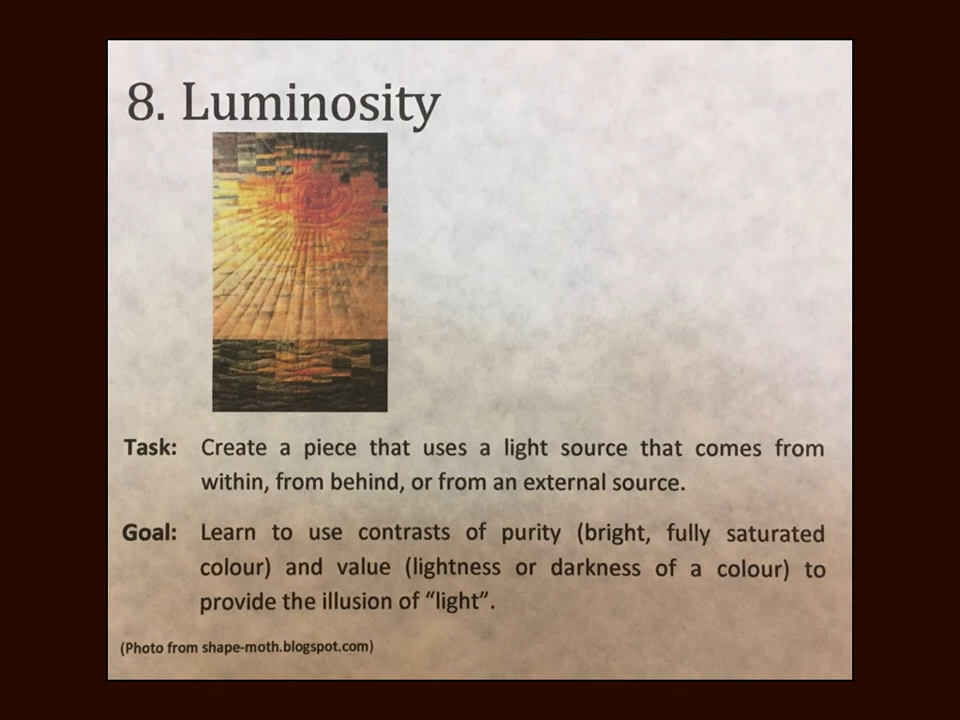 8. Luminosity
Task: Create a piece that uses a light source that comes from
within, from behind, or from an external source.
Goal: Learn to use contrasts of purity (bright, fully saturated
colour) and value (lightness or darkness of a colour) to
provide the illusion of “light”.
(Photo from shape-moth.blogspot.com)